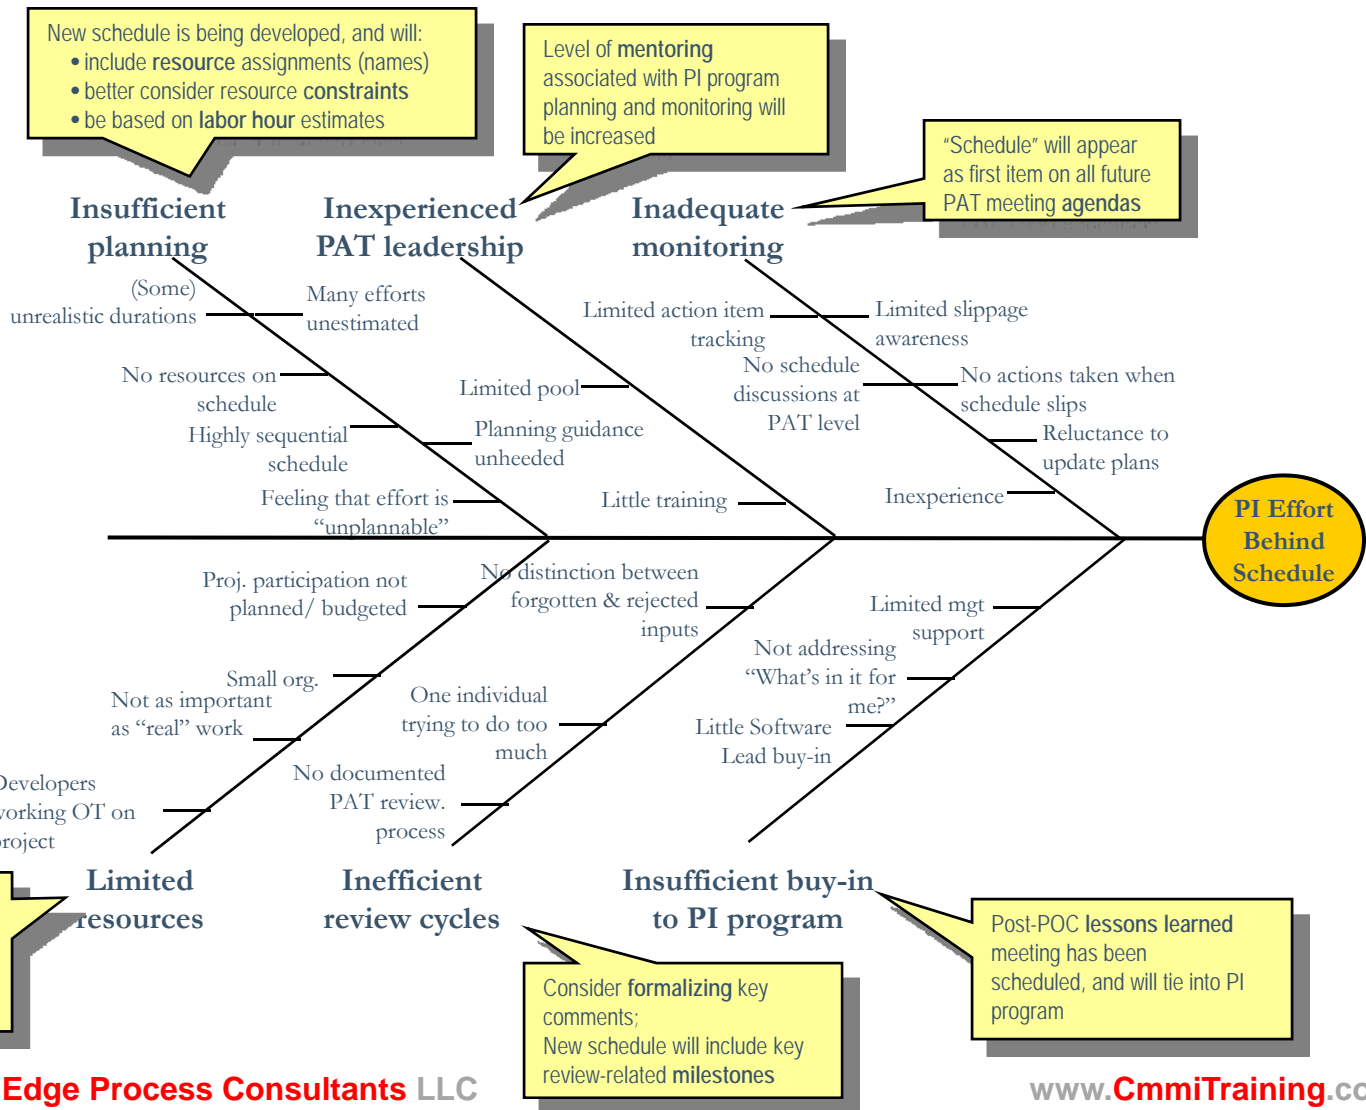 New schedule is being developed, and will:
• include resource assignments (names)
• better consider resource constraints
• be based on labor hour estimates
Level of mentoring
associated with PI program
planning and monitoring will
be increased
“Schedule” will appear
as first item on all future
PAT meeting agendas
Insufficient
planning
Inexperienced
PAT leadership
Inadequate
monitoring
(Some)
unrealistic durations
Many efforts
unestimated
No resources on
schedule
Highly sequential
schedule
Planning guidance
unheeded
Feeling that effort is
“unplannable”
Limited pool
Little training
Limited action item
tracking
Limited slippage
awareness
No schedule
discussions at
PAT level
No actions taken when
schedule slips
Reluctance to
update plans
Inexperience
PI Effort
Behind
Schedule
Proj. participation not
planned/ budgeted
Small org.
Not as important
as “real” work
Developers
working OT on
project
No distinction between
forgotten & rejected
inputs
One individual
trying to do too
much
No documented
PAT review.
process
Limited mgt
support
Not addressing
“What’s in it for
me?”
Little Software
Lead buy-in
Limited
resources
Inefficient
review cycles
Insufficient buy-in
to PI program
Consider formalizing key
comments;
New schedule will include key
review-related milestones
Post-POC lessons learned
meeting has been
scheduled, and will tie into PI
program
Edge Process Consultants LLC
www.CmmiTraining.co